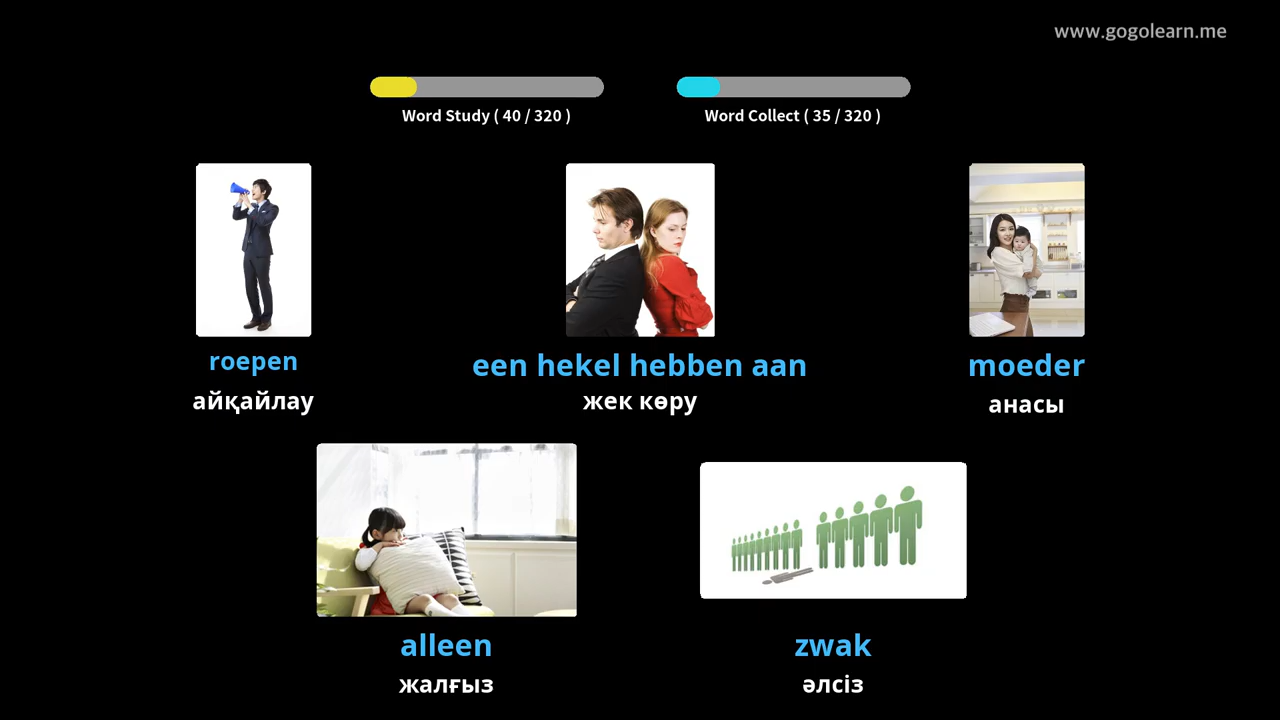 www.gogolearn.me
Word Study ( 40 / 320 )
Word Collect ( 35 / 320 )
roepen
айқайлау
een hekel hebben aan
жек көру
moeder
анасы
alleen
жалғыз
zwak
әлсіз